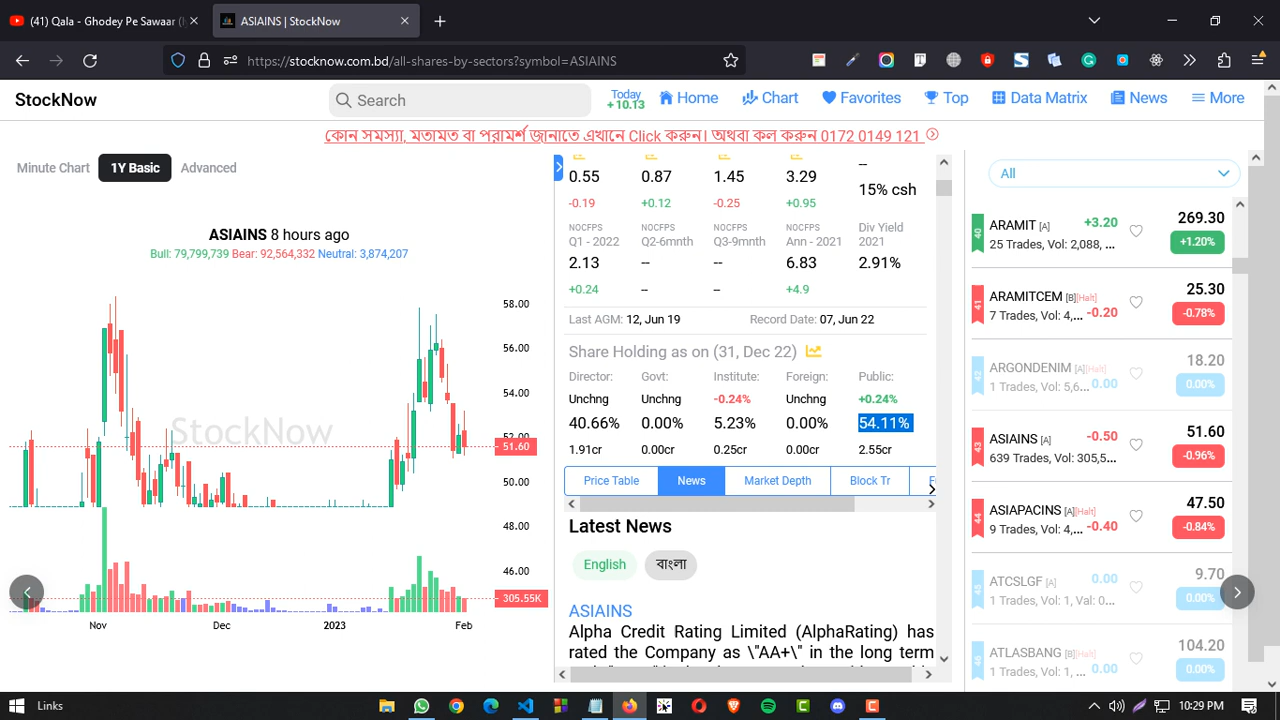 (41) Qala - Ghodey Pe Sawaar
ASIAINS | StockNow
https://stocknow.com.bd/all-shares-by-sectors?symbol=ASIAINS
StockNow
Search
Today
+10.13
Home
Chart
Favorites
Top
Data Matrix
News
More
কোন সমস্যা, মতামত বা পরামর্শ জানাতে এখানে Click করুন। অথবা কল করুন 0172 0149 121
Minute Chart
1Y Basic
Advanced
ASIAINS 8 hours ago
Bull: 79,799,739 Bear: 92,564,332 Neutral: 3,874,207
StockNow
58.00
56.00
54.00
52.00
51.60
50.00
48.00
46.00
305.55K
Nov
Dec
2023
Feb
0.55 0.87 1.45 3.29 --
15% csh
-0.19 +0.12 -0.25 +0.95
NOCFPS NOCFPS NOCFPS NOCFPS Div Yield
Q1 - 2022 Q2-6mnth Q3-9mnth Ann - 2021 2021
2.13 -- -- 6.83 2.91%
+0.24 -- -- +4.9
Last AGM: 12, Jun 19 Record Date: 07, Jun 22
Share Holding as on (31, Dec 22)
Director: Govt: Institute: Foreign: Public:
Unchng Unchng -0.24% Unchng +0.24%
40.66% 0.00% 5.23% 0.00% 54.11%
1.91cr 0.00cr 0.25cr 0.00cr 2.55cr
Price Table
News
Market Depth
Block Tr
Latest News
English
বাংলা
ASIAINS
Alpha Credit Rating Limited (AlphaRating) has
rated the Company as \"AA+\" in the long term
All
40 ARAMIT [A] +3.20 269.30
25 Trades, Vol: 2,088, ... +1.20%
41 ARAMITCEM [B][Halt] 25.30
7 Trades, Vol: 4,... -0.20 -0.78%
42 ARGONDENIM [A][Halt] 18.20
1 Trades, Vol: 5,6... 0.00 0.00%
43 ASIAINS [A] -0.50 51.60
639 Trades, Vol: 305,5... -0.96%
44 ASIAPACINS [A][Halt] 47.50
9 Trades, Vol: 4,... -0.40 -0.84%
45 ATCSLGF [A] 0.00 9.70
1 Trades, Vol: 1, Val: 0... 0.00%
46 ATLASBANG [B][Halt] 104.20
1 Trades, Vol: 1, ... 0.00 0.00%
Links
10:29 PM